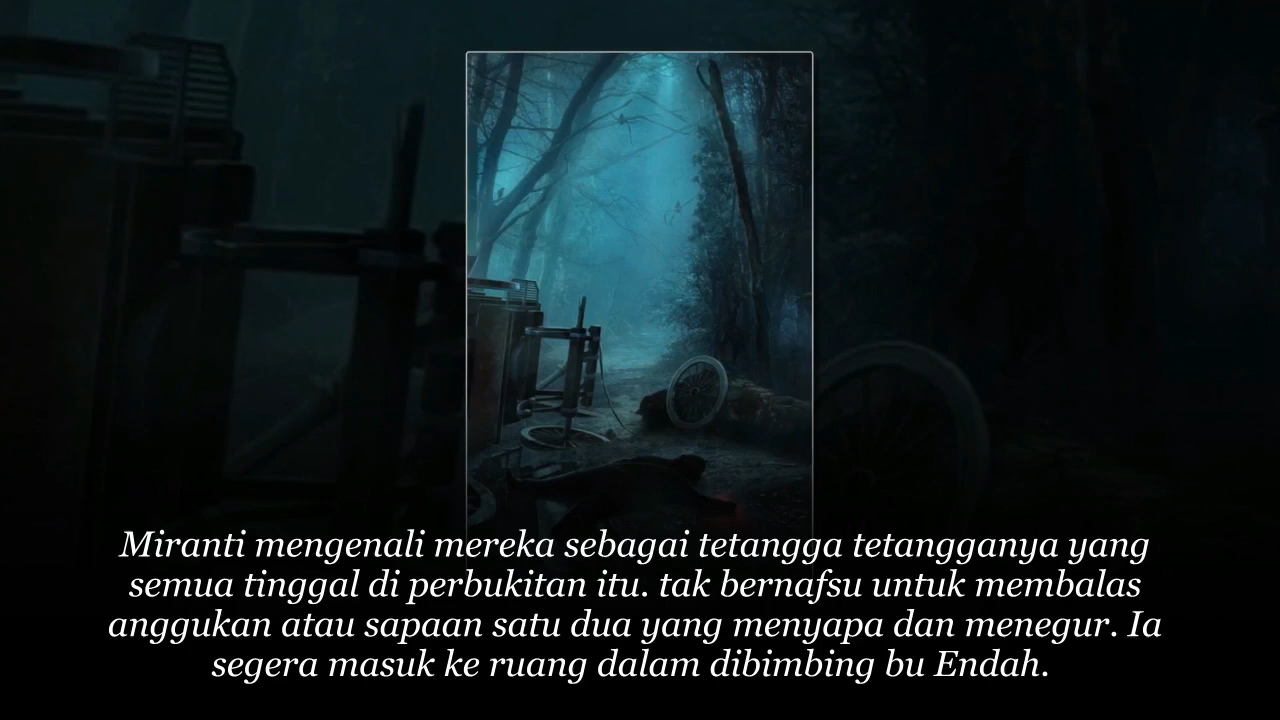 Miranti mengenali mereka sebagai tetangga tetangganya yang
semua tinggal di perbukitan itu. tak bernafsu untuk membalas
anggukan atau sapaan satu dua yang menyapa dan menegur. Ia
segera masuk ke ruang dalam dibimbing bu Endah.